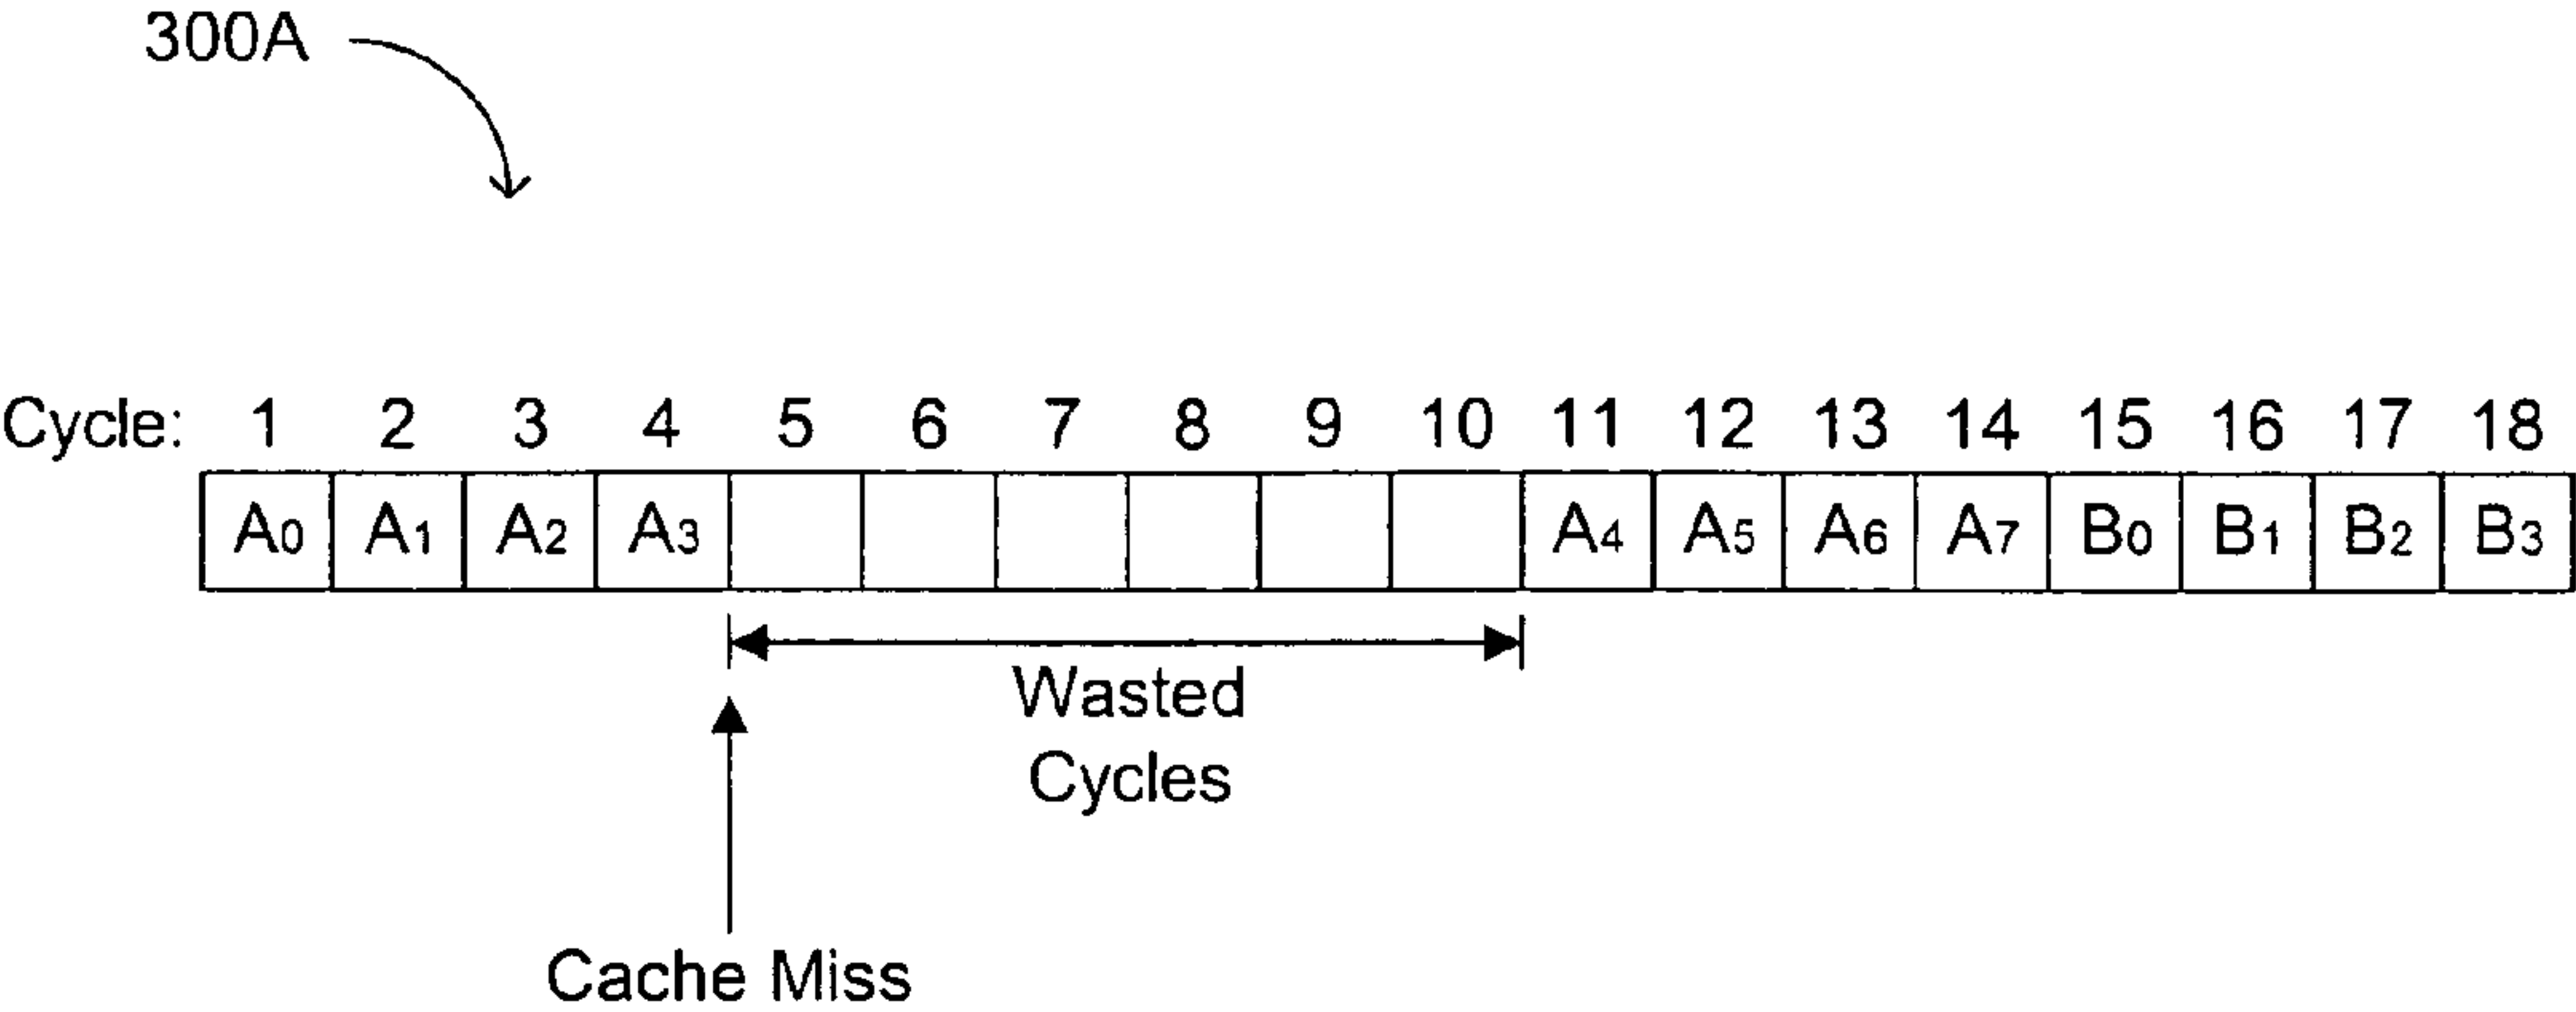 300A
Cycle: 1 2 3 4 5 6 7 8 9 10 11 12 13 14 15 16 17 18
A0 A1 A2 A3 A4 A5 A6 A7 B0 B1 B2 B3
Wasted
Cycles
Cache Miss